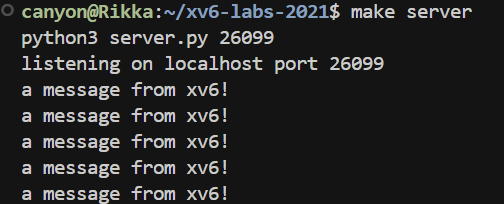 canyon@Rikka:~/xv6-labs-2021$ make server
python3 server.py 26099
listening on localhost port 26099
a message from xv6!
a message from xv6!
a message from xv6!
a message from xv6!
a message from xv6!